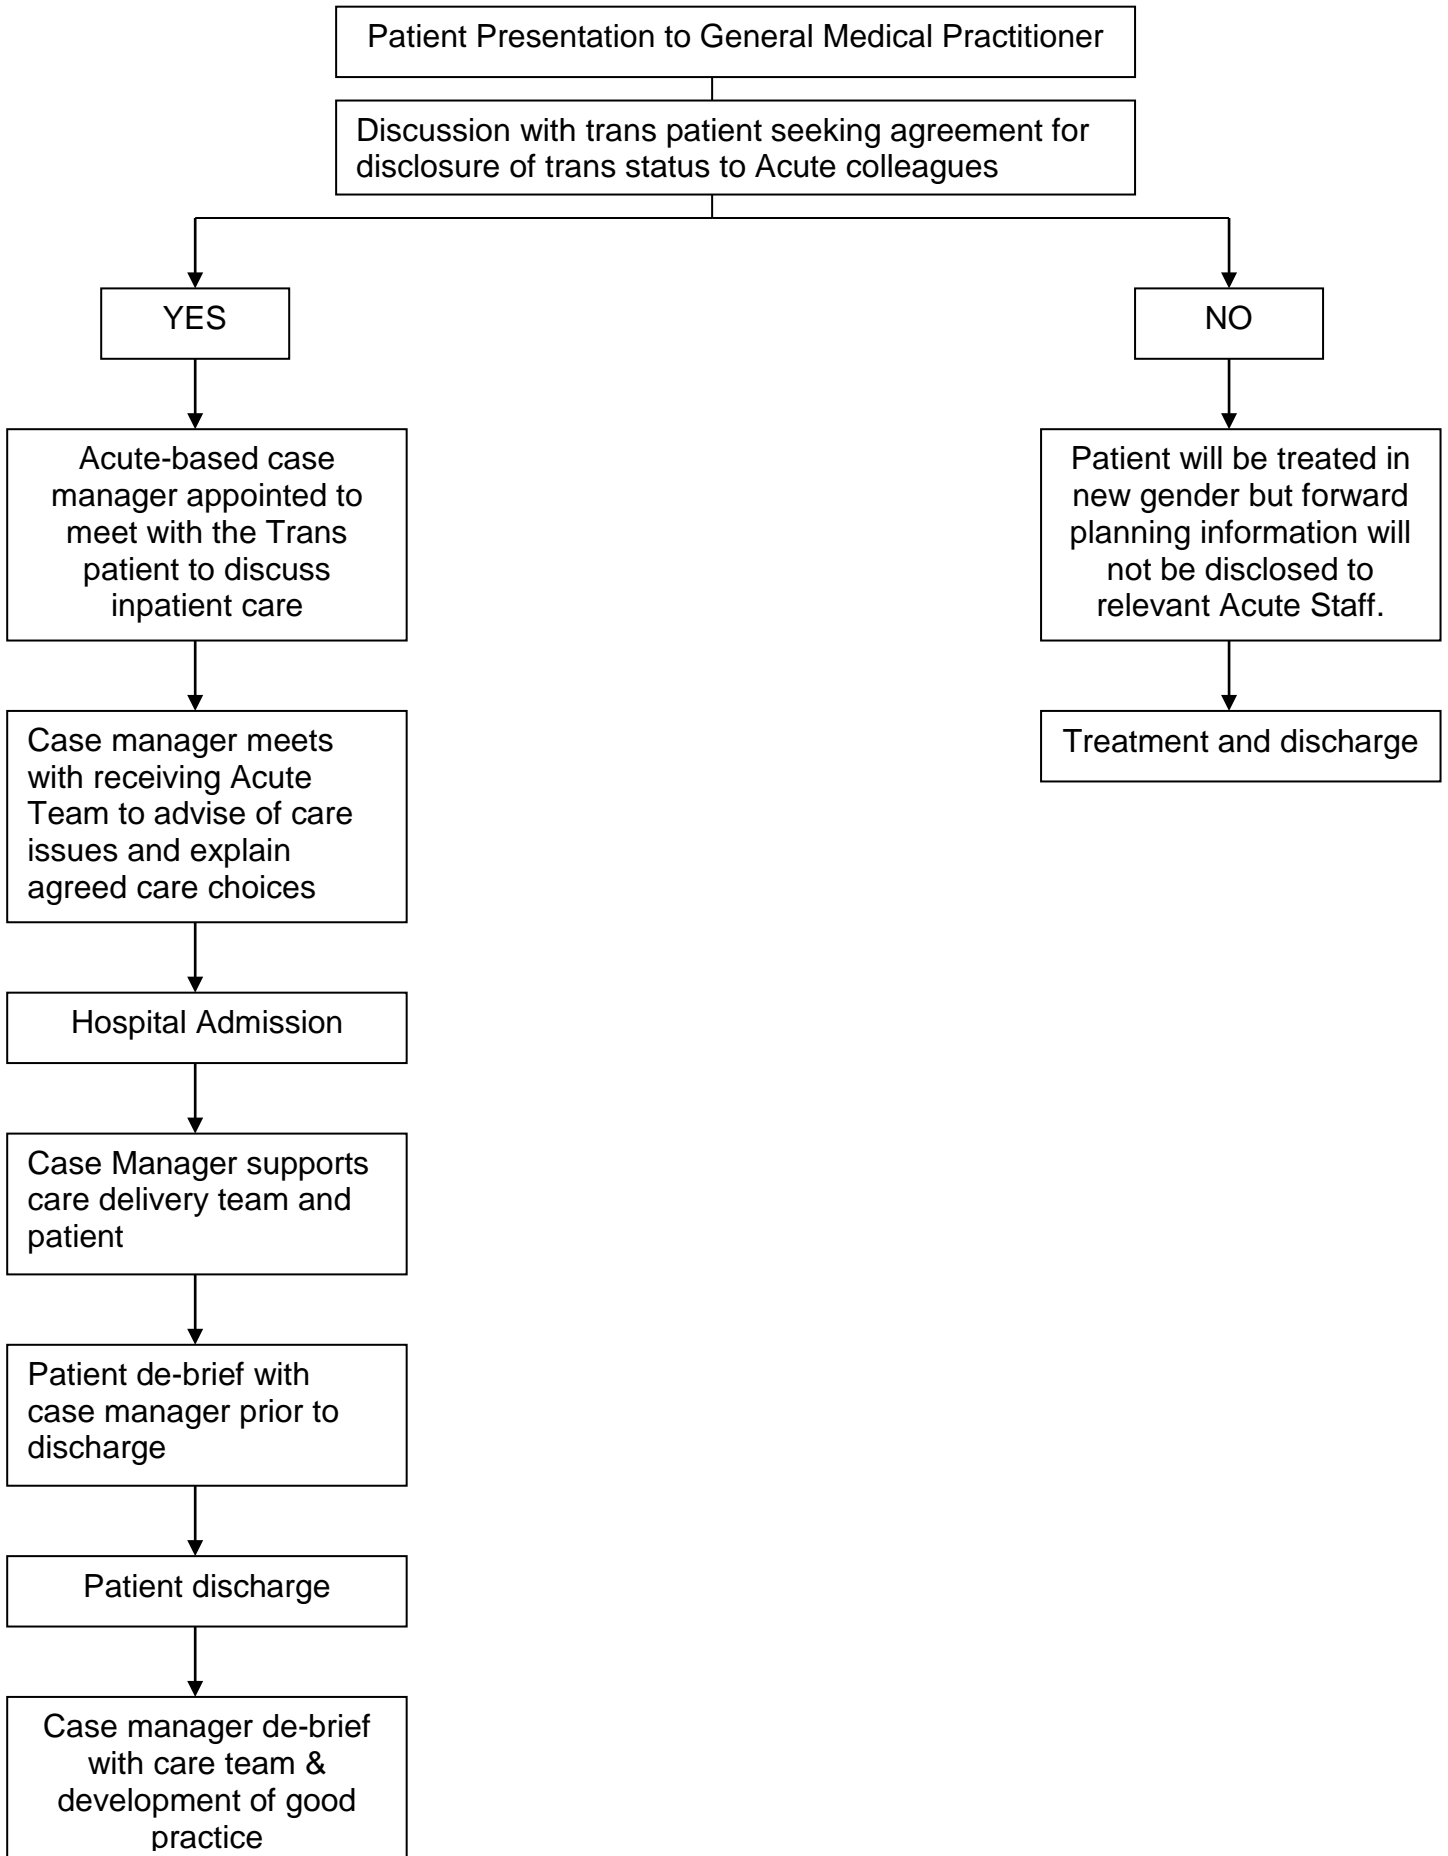 Patient Presentation to General Medical Practitioner
Discussion with trans patient seeking agreement for
disclosure of trans status to Acute colleagues
YES
NO
Acute-based case
manager appointed to
meet with the Trans
patient to discuss
inpatient care
Patient will be treated in
new gender but forward
planning information will
not be disclosed to
relevant Acute Staff.
Case manager meets
with receiving Acute
Team to advise of care
issues and explain
agreed care choices
Treatment and discharge
Hospital Admission
Case Manager supports
care delivery team and
patient
Patient de-brief with
case manager prior to
discharge
Patient discharge
Case manager de-brief
with care team &
development of good
practice